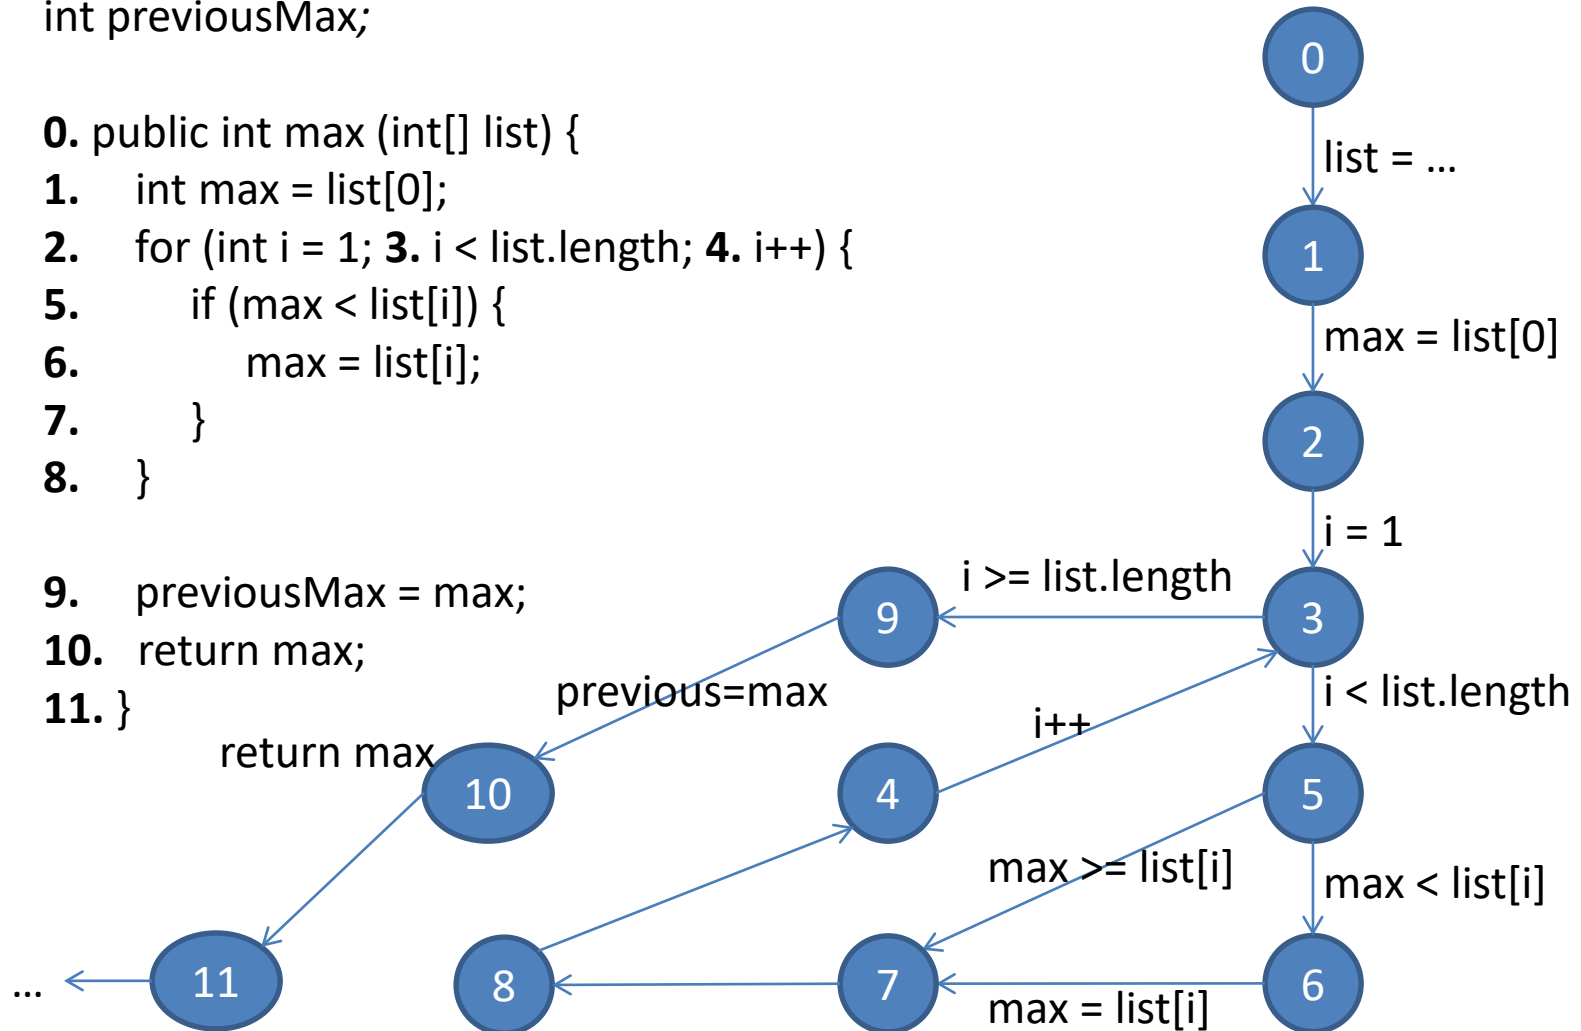 int previousMax;
0. public int max (int[] list) {
1. int max = list[0];
2. for (int i = 1; 3. i < list.length; 4. i++) {
5. if (max < list[i]) {
6. max = list[i];
7. }
8. }
9. previousMax = max;
10. return max;
11. }
0
list = ...
1
max = list[0]
2
i = 1
i >= list.length
9
3
previous=max
i++
i < list.length
return max
10
4
5
max >= list[i]
max < list[i]
...
11
8
7
6
max = list[i]